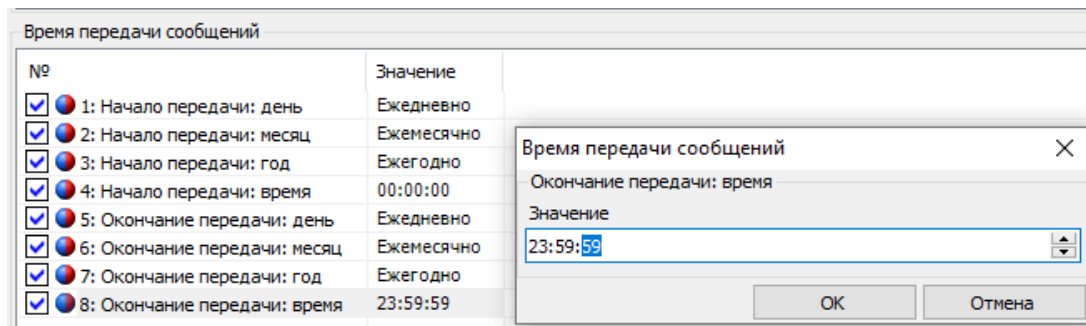 Время передачи сообщений
№ Значение
1: Начало передачи: день Ежедневно
2: Начало передачи: месяц Ежемесячно
3: Начало передачи: год Ежегодно
4: Начало передачи: время 00:00:00
5: Окончание передачи: день Ежедневно
6: Окончание передачи: месяц Ежемесячно
7: Окончание передачи: год Ежегодно
8: Окончание передачи: время 23:59:59
Время передачи сообщений
Окончание передачи: время
Значение
23:59:59
OK Отмена